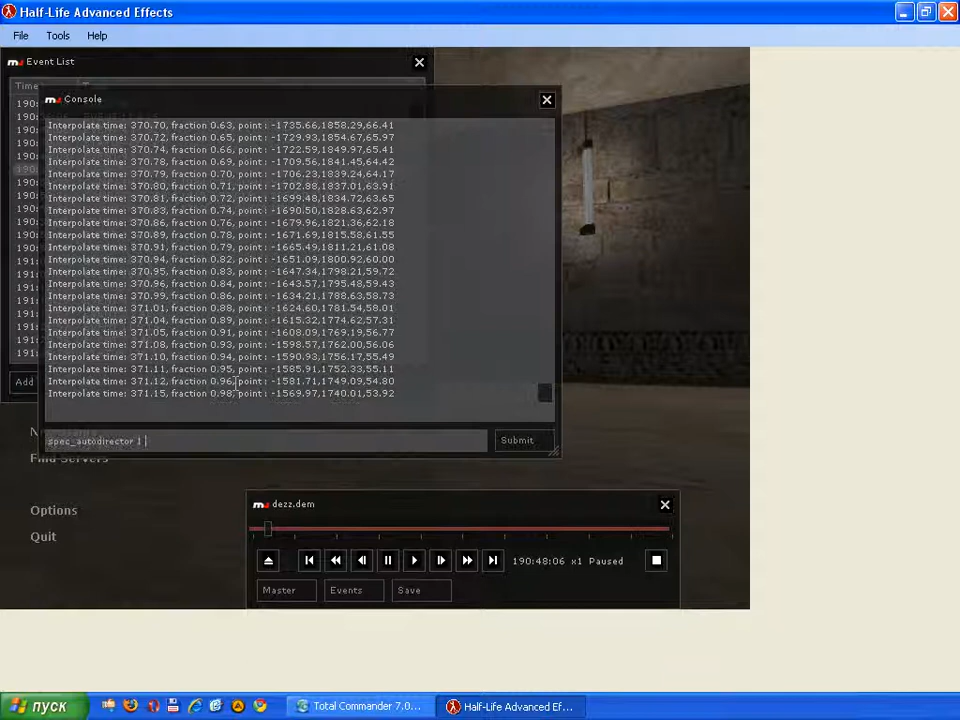 Half-Life Advanced Effects
File Tools Help
Event List
Time
Console
Interpolate time: 370.70, fraction 0.63, point : -1735.66,1858.29,66.41
Interpolate time: 370.72, fraction 0.65, point : -1729.93,1854.67,65.97
Interpolate time: 370.74, fraction 0.66, point : -1722.59,1849.97,65.41
Interpolate time: 370.78, fraction 0.69, point : -1709.56,1841.45,64.42
Interpolate time: 370.79, fraction 0.70, point : -1706.23,1839.24,64.17
Interpolate time: 370.80, fraction 0.71, point : -1702.88,1837.01,63.91
Interpolate time: 370.81, fraction 0.72, point : -1699.48,1834.72,63.65
Interpolate time: 370.83, fraction 0.74, point : -1690.50,1828.63,62.97
Interpolate time: 370.86, fraction 0.76, point : -1679.96,1821.36,62.18
Interpolate time: 370.89, fraction 0.78, point : -1671.69,1815.58,61.55
Interpolate time: 370.91, fraction 0.79, point : -1665.49,1811.21,61.08
Interpolate time: 370.94, fraction 0.82, point : -1651.09,1800.92,60.00
Interpolate time: 370.95, fraction 0.83, point : -1647.34,1798.21,59.72
Interpolate time: 370.96, fraction 0.84, point : -1643.57,1795.48,59.43
Interpolate time: 370.99, fraction 0.86, point : -1634.21,1788.63,58.73
Interpolate time: 371.01, fraction 0.88, point : -1624.60,1781.54,58.01
Interpolate time: 371.04, fraction 0.89, point : -1615.32,1774.62,57.31
Interpolate time: 371.05, fraction 0.91, point : -1608.09,1769.19,56.77
Interpolate time: 371.08, fraction 0.93, point : -1598.57,1762.00,56.06
Interpolate time: 371.10, fraction 0.94, point : -1590.93,1756.17,55.49
Interpolate time: 371.11, fraction 0.95, point : -1585.91,1752.33,55.11
Interpolate time: 371.12, fraction 0.96, point : -1581.71,1749.09,54.80
Interpolate time: 371.15, fraction 0.98, point : -1569.97,1740.01,53.92
Add
spec_autodirector 1
Submit
Find Servers
Options
Quit
dezz.dem
190:48:06 x1 Paused
Master Events Save
пуск
Total Commander 7.0...
Half-Life Advanced Ef...